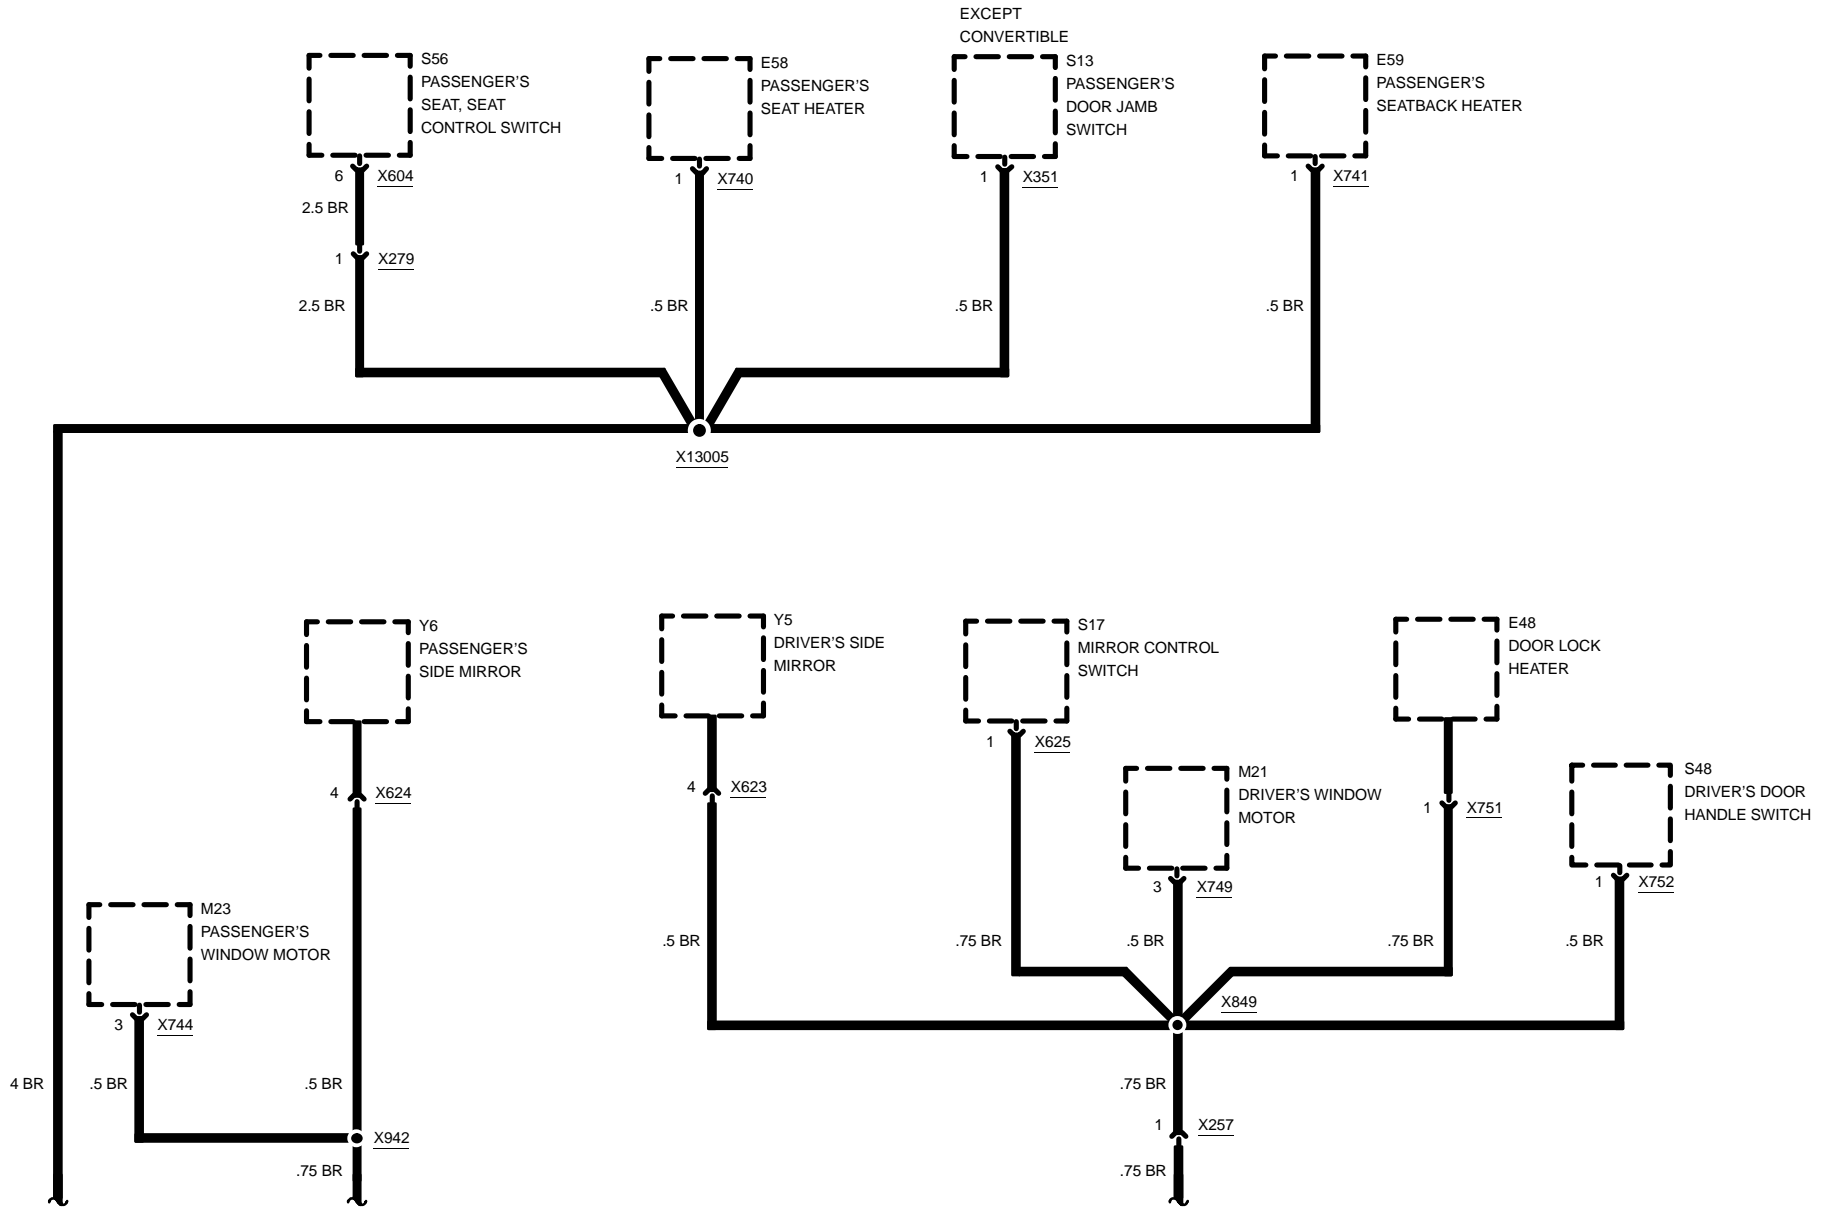 EXCEPT
CONVERTIBLE
S56
PASSENGER'S
SEAT, SEAT
CONTROL SWITCH
6
X604
2.5 BR
1
X279
2.5 BR
E58
PASSENGER'S
SEAT HEATER
1
X740
.5 BR
S13
PASSENGER'S
DOOR JAMB
SWITCH
1
X351
.5 BR
E59
PASSENGER'S
SEATBACK HEATER
1
X741
.5 BR
X13005
Y6
PASSENGER'S
SIDE MIRROR
4
X624
Y5
DRIVER'S SIDE
MIRROR
4
X623
.5 BR
S17
MIRROR CONTROL
SWITCH
1
X625
.75 BR
M21
DRIVER'S WINDOW
MOTOR
3
X749
.5 BR
E48
DOOR LOCK
HEATER
1
X751
.75 BR
S48
DRIVER'S DOOR
HANDLE SWITCH
1
X752
.5 BR
M23
PASSENGER'S
WINDOW MOTOR
3
X744
X849
4 BR
.5 BR
.5 BR
.75 BR
1
X257
X942
.75 BR
.75 BR